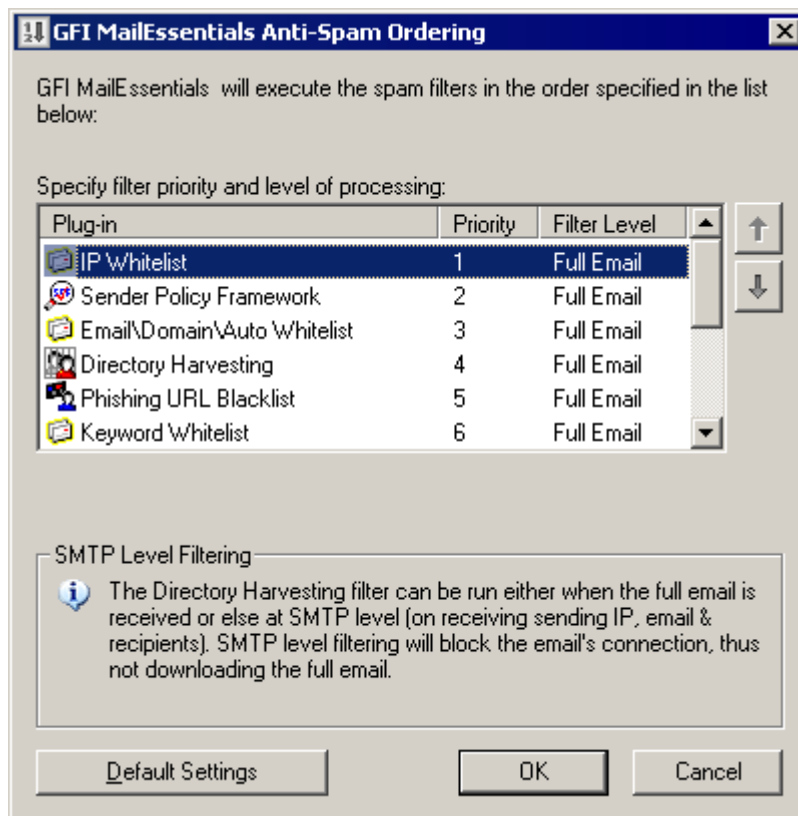 GFI MailEssentials Anti-Spam Ordering
GFI MailEssentials will execute the spam filters in the order specified in the list
below:
Specify filter priority and level of processing:
Plug-in Priority Filter Level
IP Whitelist 1 Full Email
Sender Policy Framework 2 Full Email
Email\Domain\Auto Whitelist 3 Full Email
Directory Harvesting 4 Full Email
Phishing URL Blacklist 5 Full Email
Keyword Whitelist 6 Full Email
SMTP Level Filtering
The Directory Harvesting filter can be run either when the full email is
received or else at SMTP level (on receiving sending IP, email &
recipients). SMTP level filtering will block the email's connection, thus
not downloading the full email.
Default Settings OK Cancel